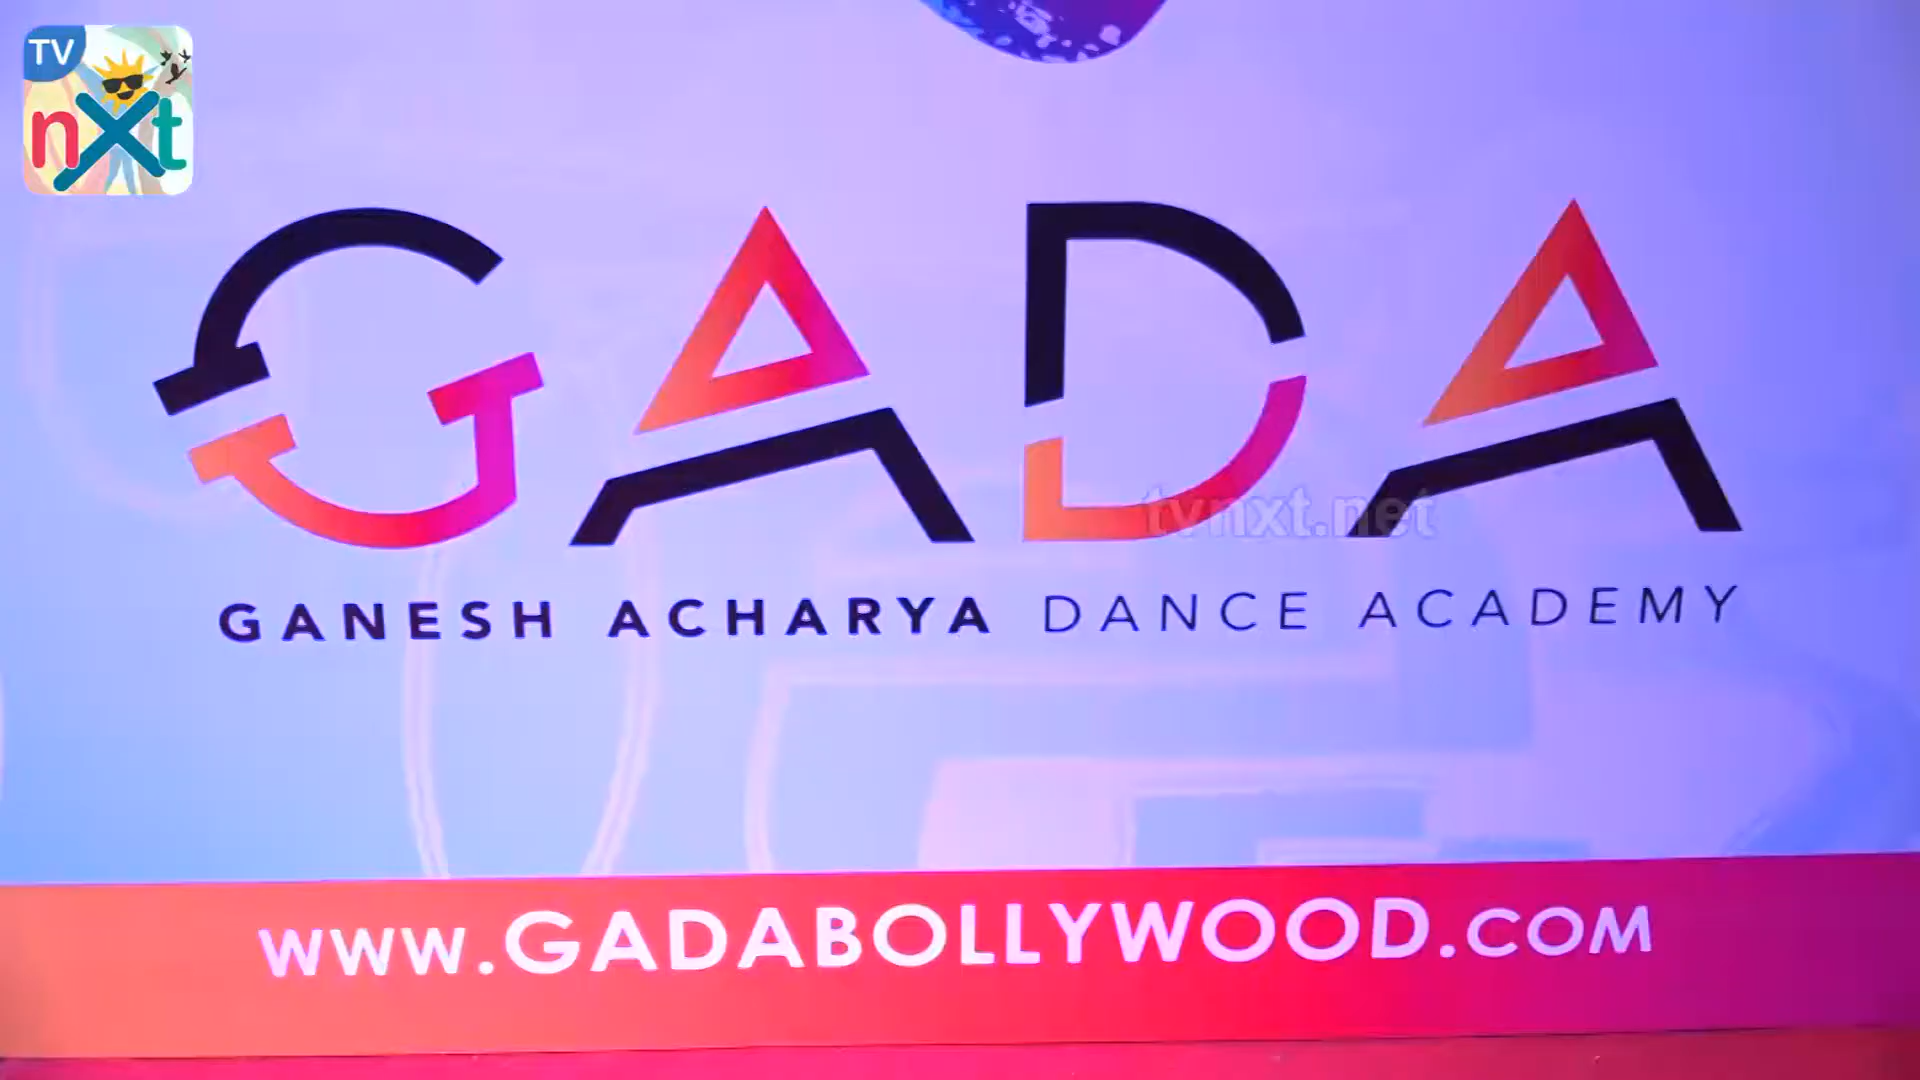 TV
nxt
GADA
tvnxt.net
GANESH ACHARYA DANCE ACADEMY
WWW.GADABOLLYWOOD.COM